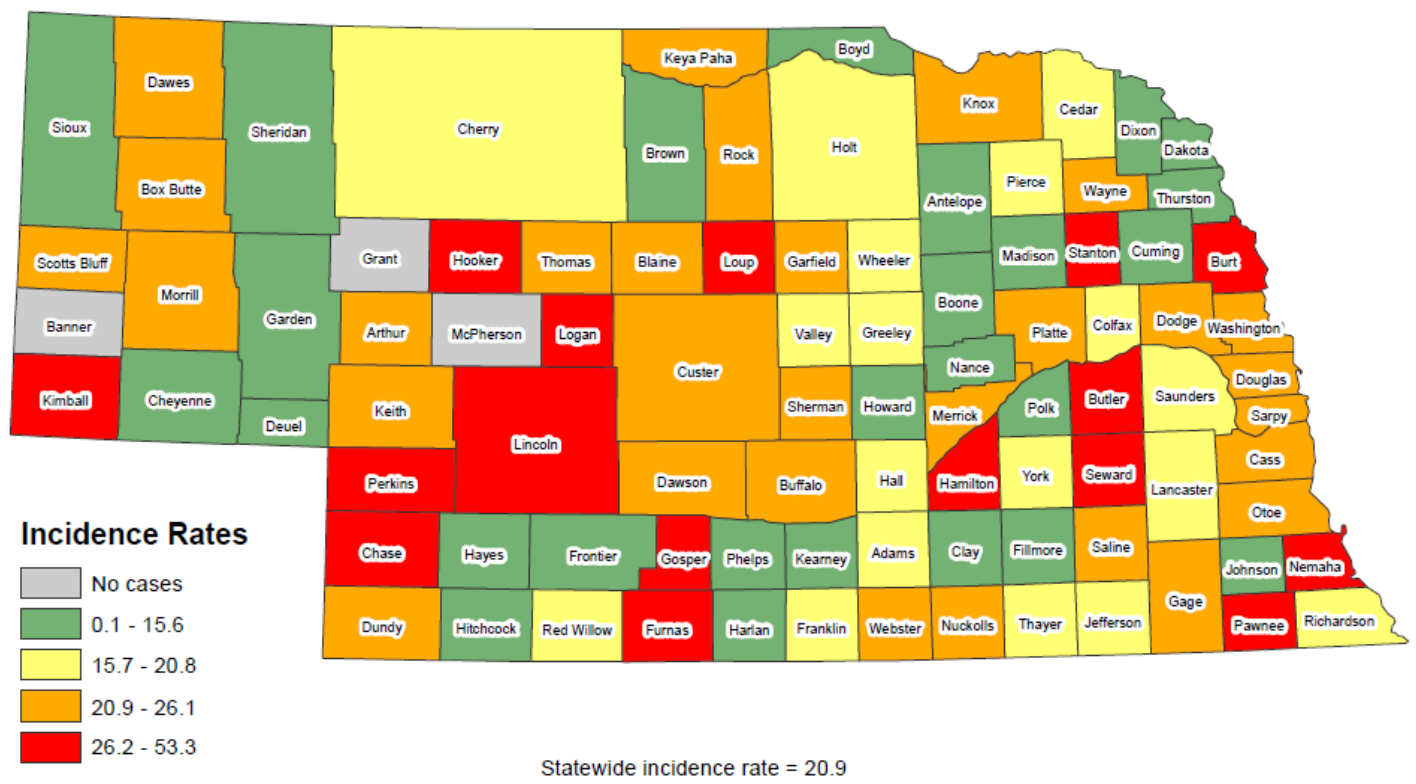 Boyd
Keya Paha
Dawes
Knox
Cedar
Sioux
Sheridan
Cherry
Dixon
Holt
Dakota
Brown
Rock
Pierce
Box Butte
Wayne
Thurston
Antelope
Scotts Bluff
Grant
Hooker
Thomas
Blaine
Loup
Garfield
Wheeler
Madison
Stanton
Cuming
Burt
Morrill
Boone
Banner
Garden
Arthur
McPherson
Logan
Valley
Greeley
Platte
Colfax
Dodge
Washington
Custer
Nance
Douglas
Kimball
Cheyenne
Keith
Sherman
Howard
Merrick
Polk
Butler
Saunders
Sarpy
Deuel
Lincoln
Cass
Perkins
Dawson
Buffalo
Hall
Hamilton
York
Seward
Lancaster
Otoe
Incidence Rates
Chase
Hayes
Frontier
Gosper
Phelps
Kearney
Adams
Clay
Fillmore
Saline
Johnson
Nemaha
No cases
Gage
0.1 - 15.6
Dundy
Hitchcock
Red Willow
Furnas
Harlan
Franklin
Webster
Nuckolls
Thayer
Jefferson
Pawnee
Richardson
15.7 - 20.8
20.9 - 26.1
26.2 - 53.3
Statewide incidence rate = 20.9